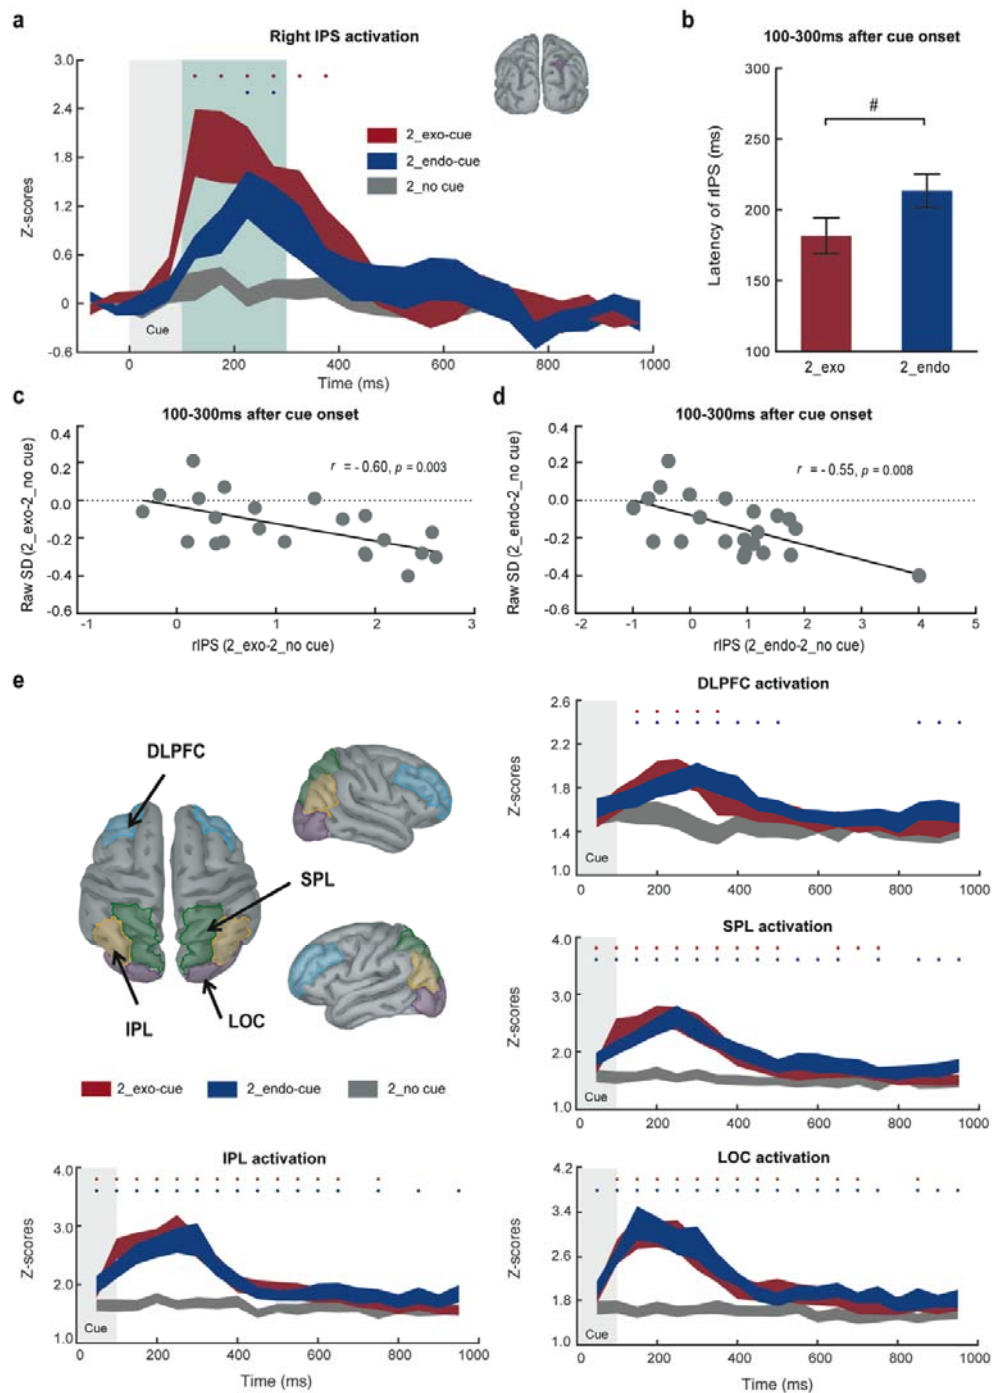 a
Right IPS activation
3.0
2.4
1.8
1.2
0.6
0
-0.6
Z-scores
2_exo-cue
2_endo-cue
2_no cue
Cue
0 200 400 600 800 1000
Time (ms)
b
100-300ms after cue onset
300
250
200
150
100
Latency of rIPS (ms)
#
2_exo 2_endo
c
100-300ms after cue onset
0.4
0.2
0.0
-0.2
-0.4
-0.6
Raw SD (2_exo-2_no cue)
r = - 0.60, p = 0.003
-1 0 1 2 3
rIPS (2_exo-2_no cue)
d
100-300ms after cue onset
0.4
0.2
0.0
-0.2
-0.4
-0.6
Raw SD (2_endo-2_no cue)
r = - 0.55, p = 0.008
-2 -1 0 1 2 3 4 5
rIPS (2_endo-2_no cue)
e
DLPFC
SPL
IPL
LOC
2_exo-cue 2_endo-cue 2_no cue
DLPFC activation
2.6
2.2
1.8
1.4
1.0
Z-scores
Cue
0 200 400 600 800 1000
SPL activation
4.0
3.0
2.0
1.0
Z-scores
Cue
0 200 400 600 800 1000
IPL activation
4.0
3.0
2.0
1.0
Z-scores
Cue
0 200 400 600 800 1000
Time (ms)
LOC activation
4.2
3.4
2.6
1.8
1.0
Z-scores
Cue
0 200 400 600 800 1000
Time (ms)